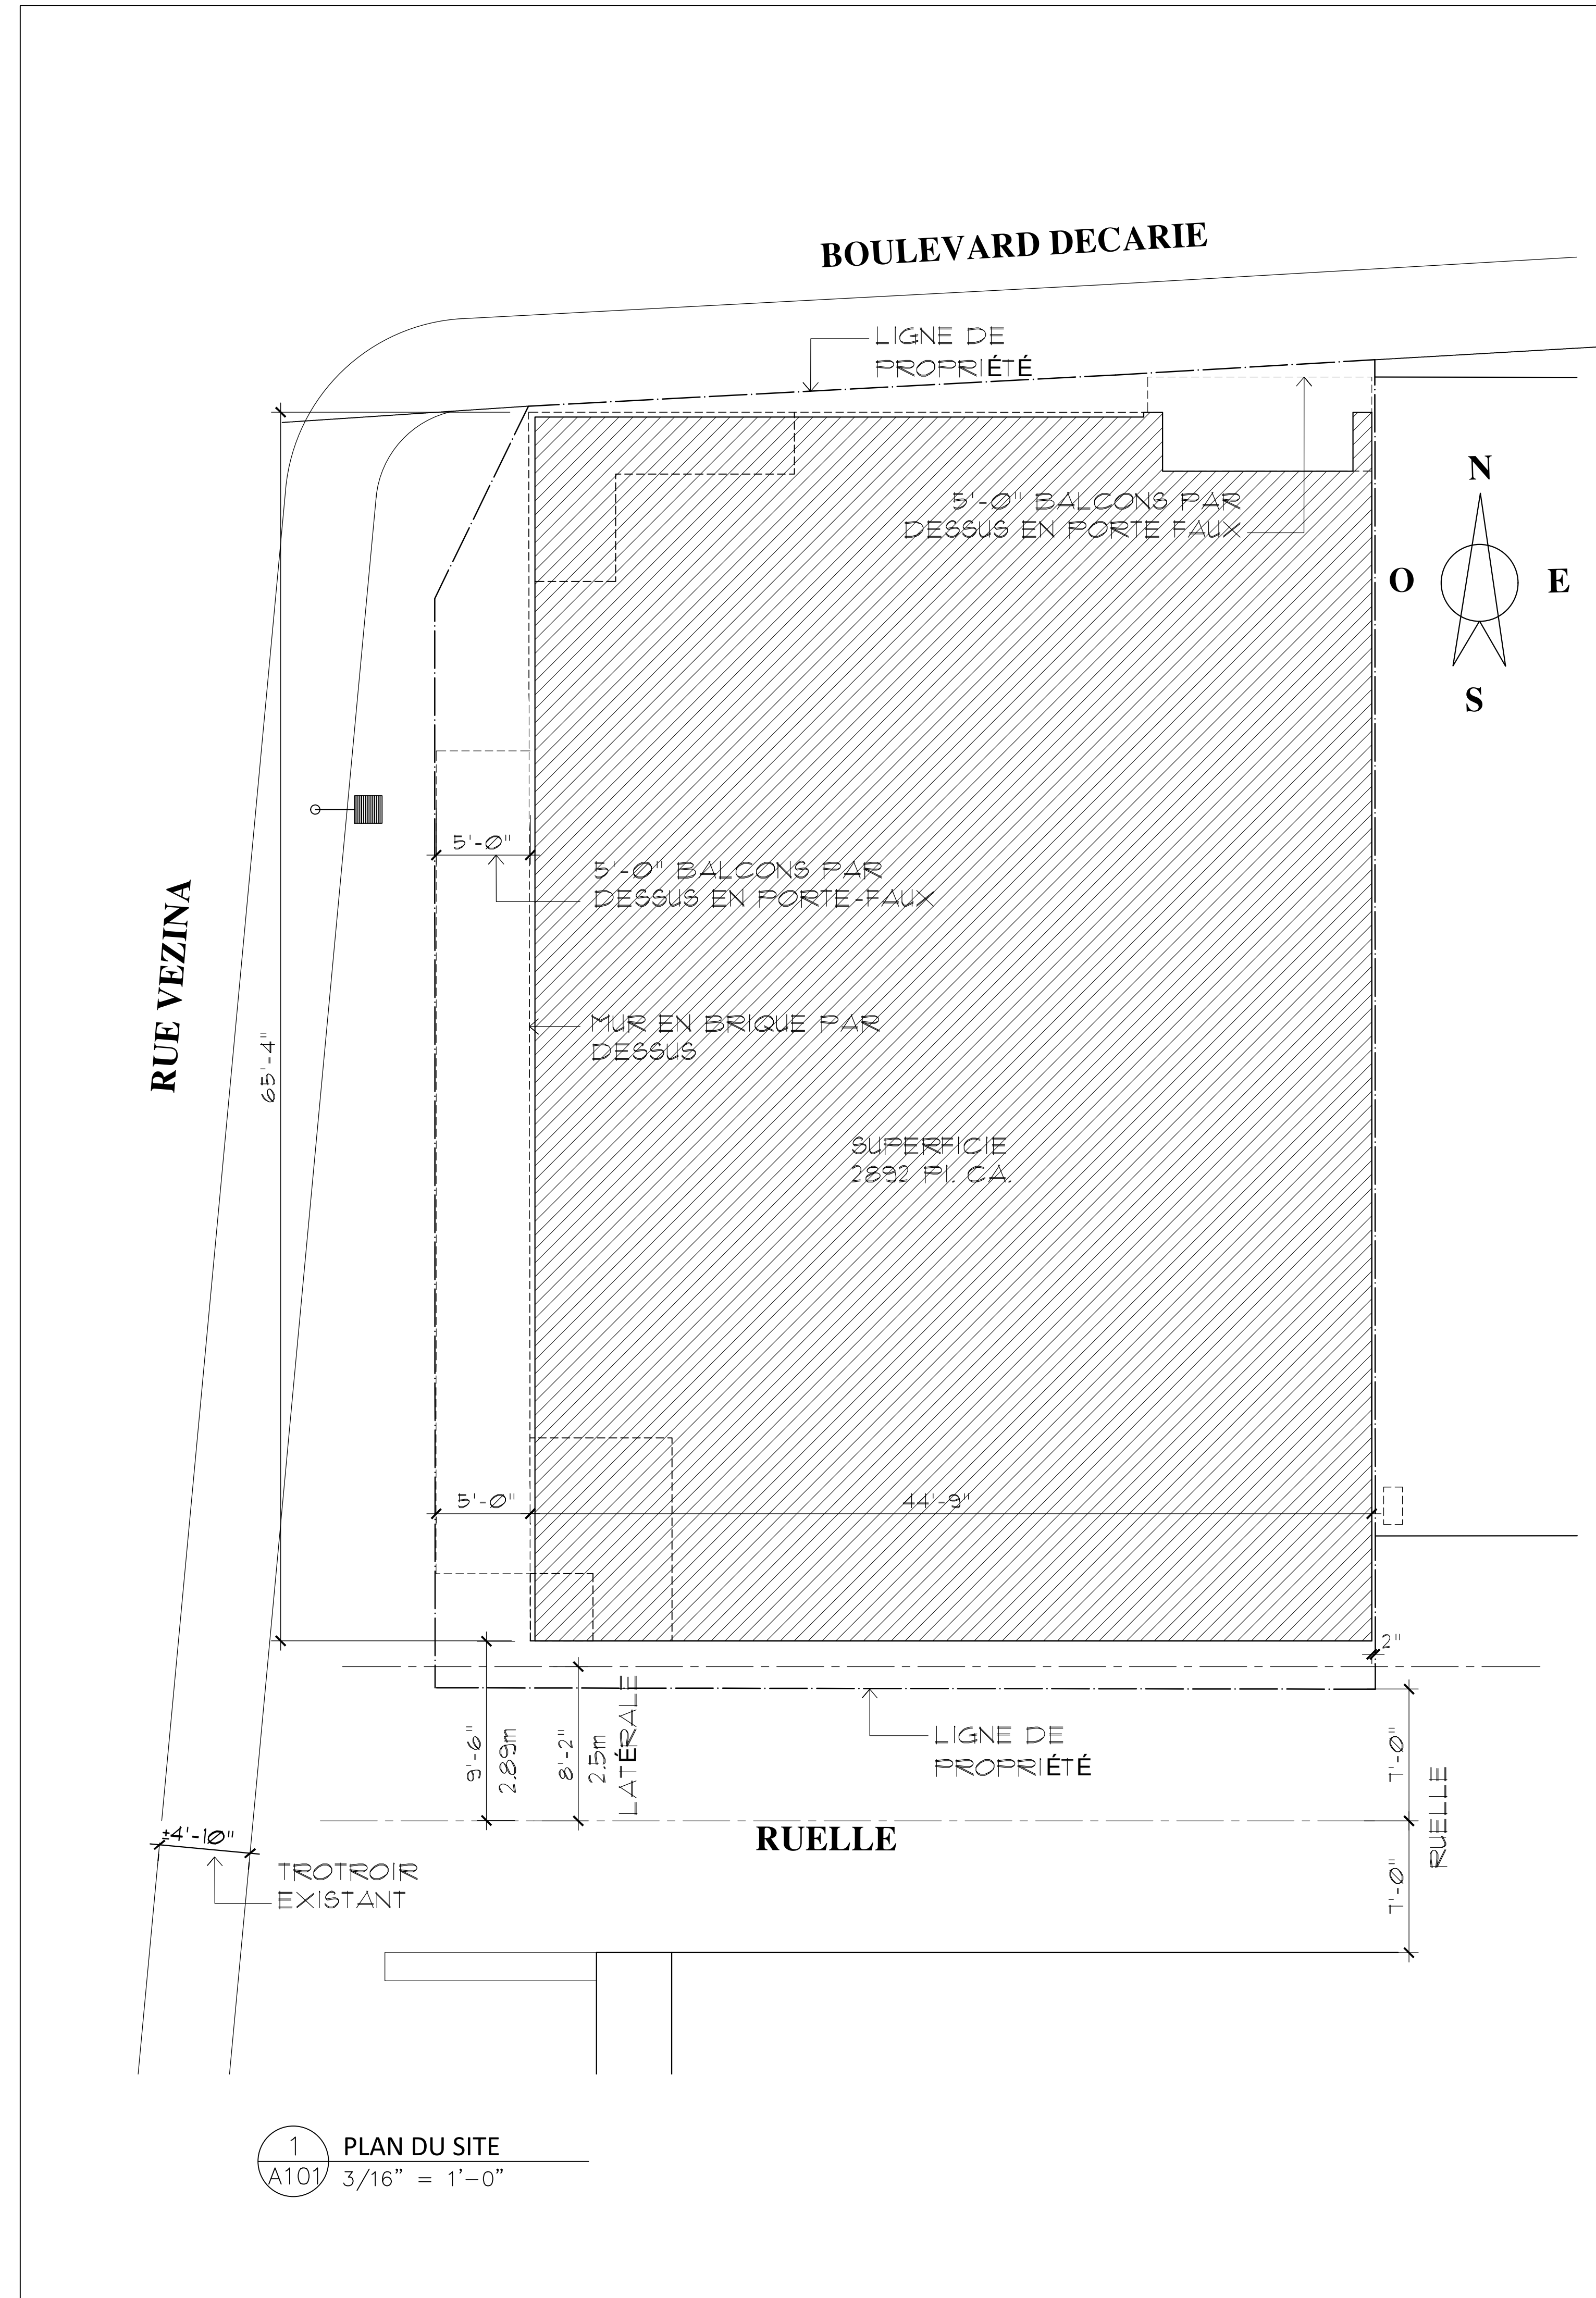 BOULEVARD DECARIE
LIGNE DE
PROPRIÉTÉ
N
5'-0" BALCONS PAR
DESSUS EN PORTE FAUX
O
E
S
5'-0"
5'-0" BALCONS PAR
DESSUS EN PORTE-FAUX
RUE VEZINA
65'-4"
MUR EN BRIQUE PAR
DESSUS
SUPERFICIE
2892 PI. CA.
5'-0"
44'-9"
2"
9'-6"
2.89m
8'-2"
2.5m
LATÉRALE
LIGNE DE
PROPRIÉTÉ
7'-0"
RUELLE
RUELLE
7'-0"
±4'-10"
TROTROIR
EXISTANT
1
A101
PLAN DU SITE
3/16" = 1'-0"